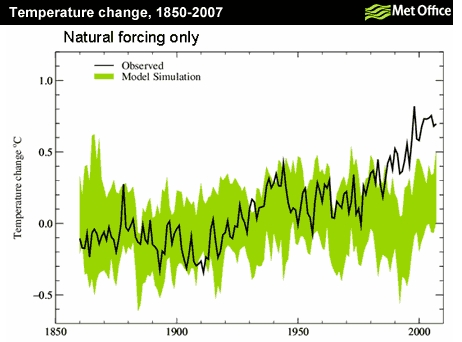 Temperature change, 1850-2007
Met Office
Natural forcing only
Observed
Model Simulation
Temperature change °C
1.0
0.5
0.0
−0.5
1850 1900 1950 2000